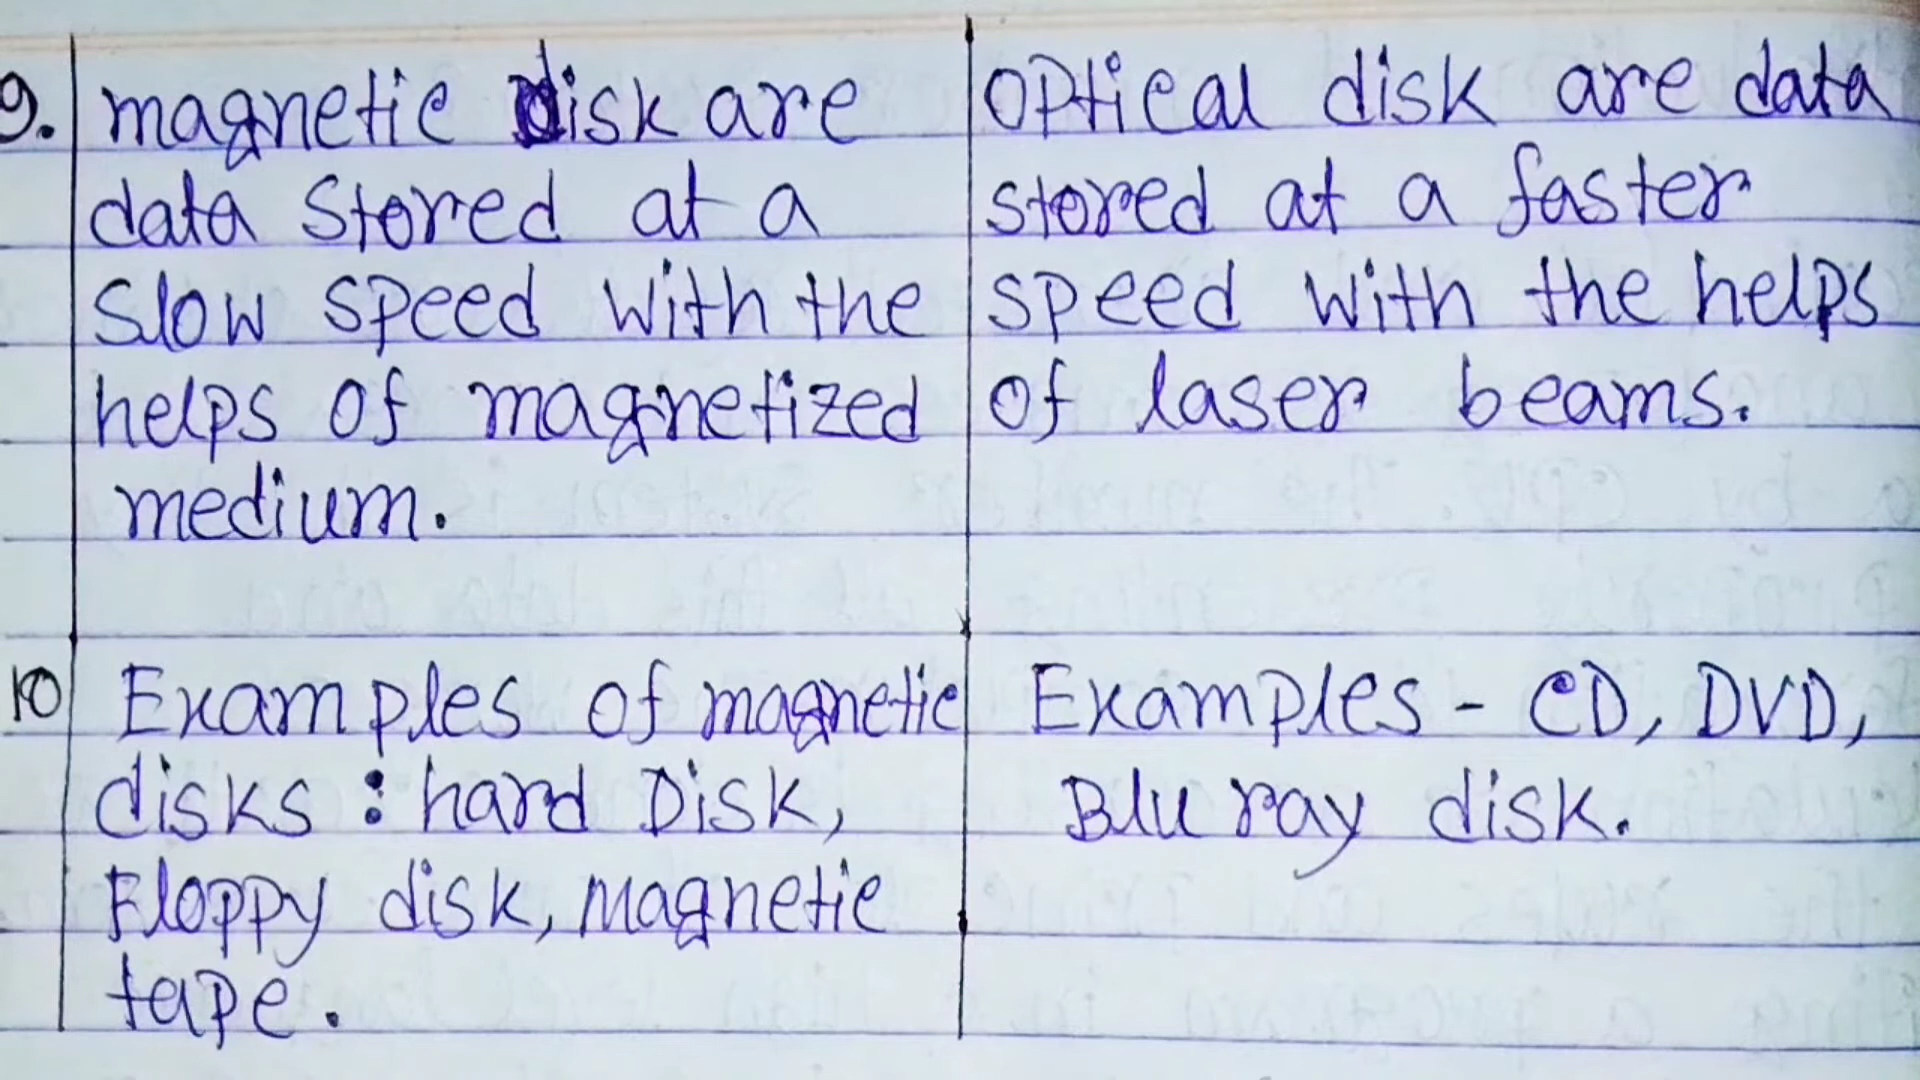 9. magnetic Disk are
data stored at a
slow speed with the
helps of magnetized
medium.
Optical disk are data
stored at a faster
speed with the helps
of laser beams.
10 Examples of magnetic
disks : hard Disk,
Floppy disk, Magnetic
tape.
Examples - CD, DVD,
Blu ray disk.